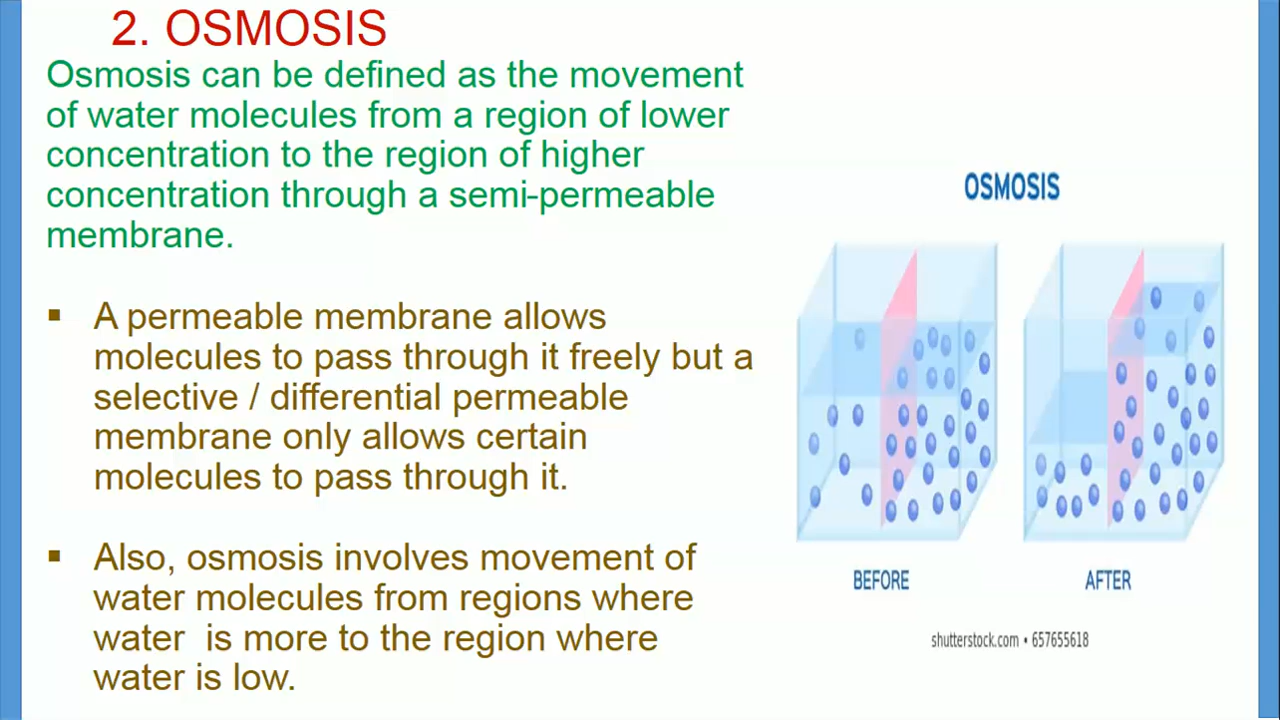 2. OSMOSIS
Osmosis can be defined as the movement
of water molecules from a region of lower
concentration to the region of higher
concentration through a semi-permeable
membrane.
▪ A permeable membrane allows
molecules to pass through it freely but a
selective / differential permeable
membrane only allows certain
molecules to pass through it.
▪ Also, osmosis involves movement of
water molecules from regions where
water  is more to the region where
water is low.
OSMOSIS
BEFORE
AFTER
shutterstock.com • 657655618